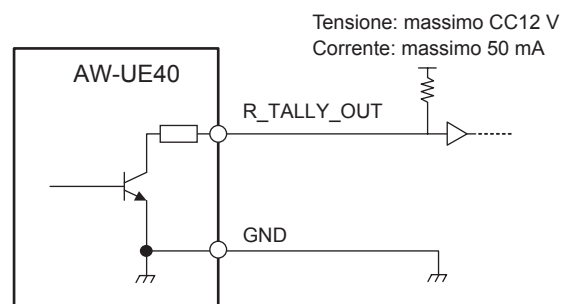 Tensione: massimo CC12 V
Corrente: massimo 50 mA
AW-UE40
R_TALLY_OUT
GND